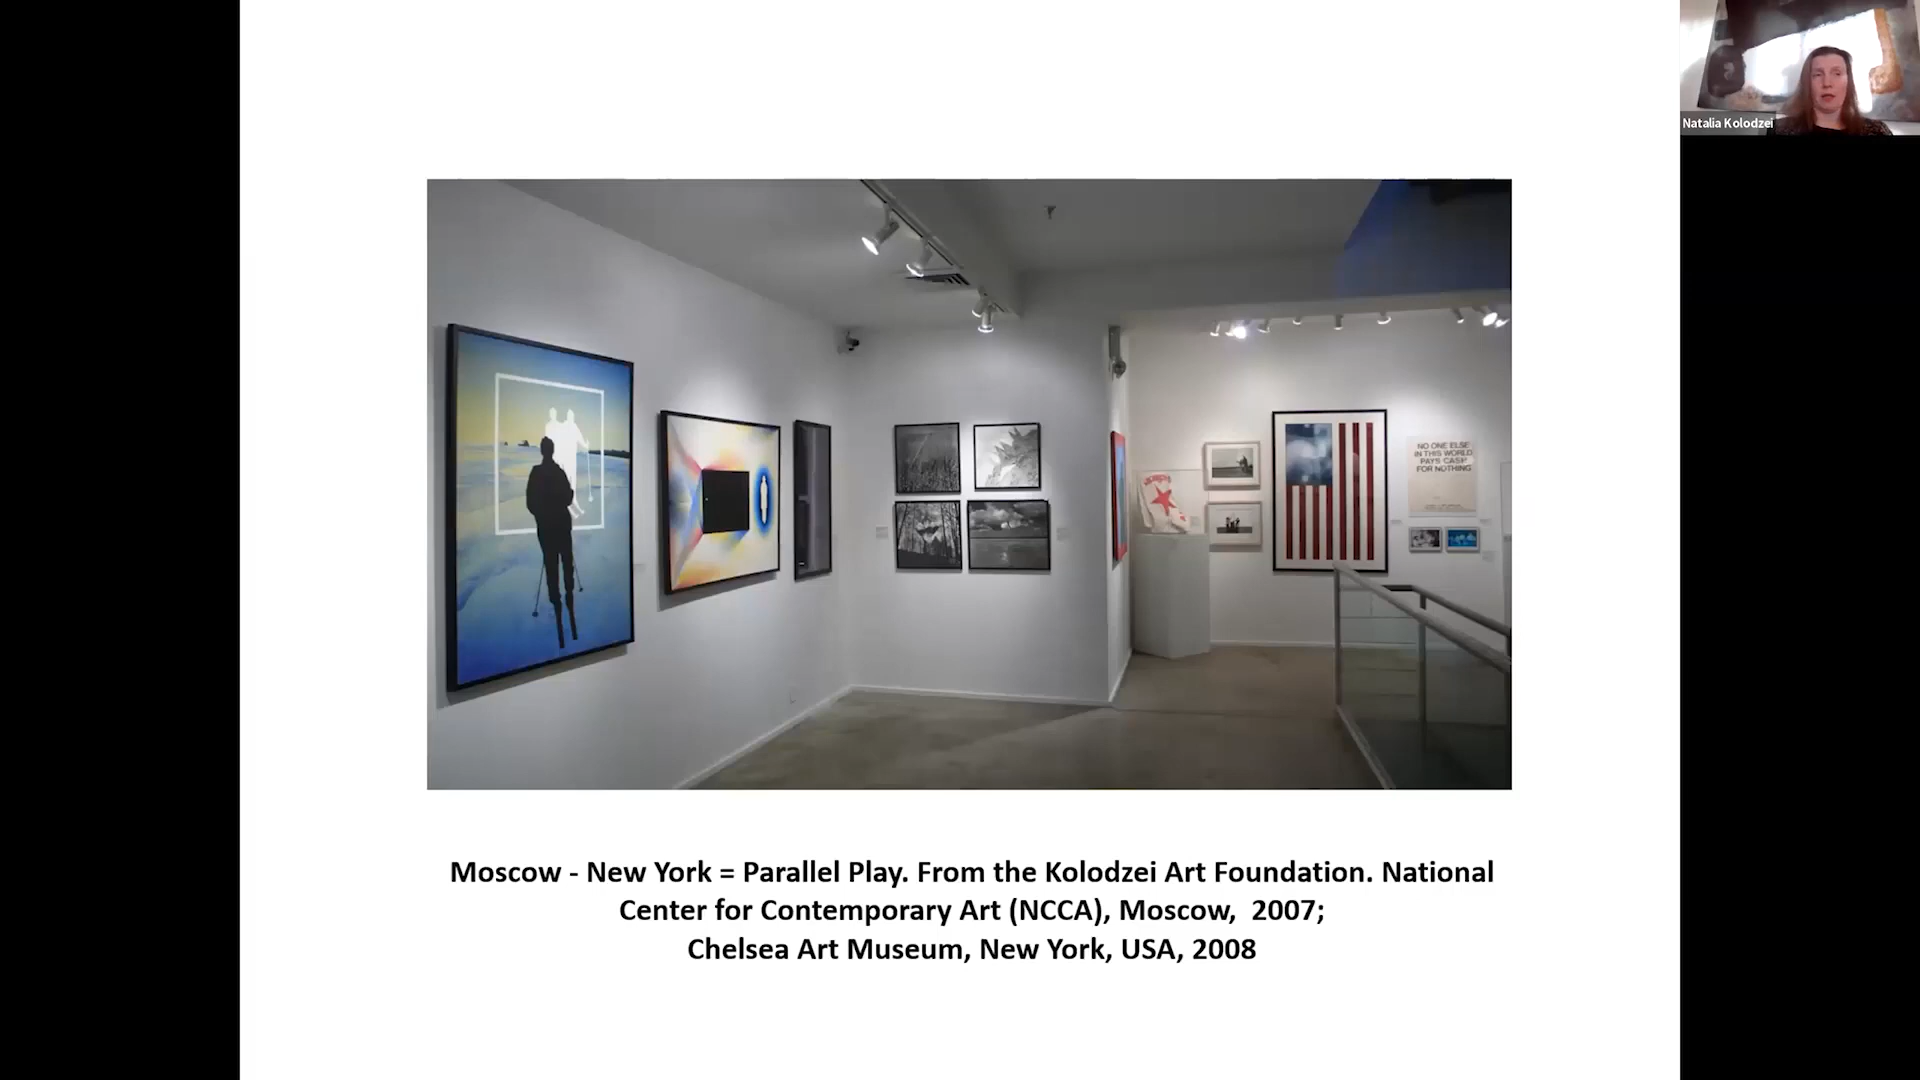 Natalia Kolodzei
NO ONE ELSE
IN THIS WORLD
PAYS CASH
FOR NOTHING
Moscow - New York = Parallel Play. From the Kolodzei Art Foundation. National
Center for Contemporary Art (NCCA), Moscow,  2007;
Chelsea Art Museum, New York, USA, 2008